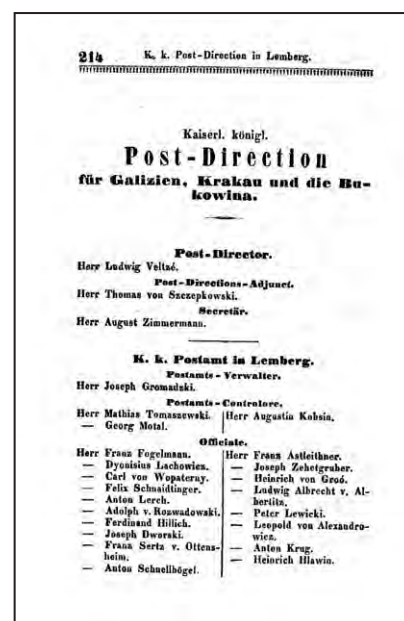 214 K. k. Post-Direction in Lemberg.
Kaiserl. königl.
Post-Direction
für Galizien, Krakau und die Bu-
kowina.
Post-Director.
Herr Ludwig Veltzé.
Post-Directions-Adjunct.
Herr Thomas von Szczepkowski.
Secretär.
Herr August Zimmermann.
K. k. Postamt in Lemberg.
Postamts-Verwalter.
Herr Joseph Gromadzki.
Postamts-Controlore.
Herr Mathias Tomaszewski.
— Georg Motal.
Herr Augustin Kobsin.
Officiale.
Herr Franz Fogelmann.
— Dyonisius Lachowicz.
— Carl von Wopaterny.
— Felix Schnaidtinger.
— Anton Lerch.
— Adolph v. Rozwadowski.
— Ferdinand Hillich.
— Joseph Dworski.
— Franz Sertz v. Ottens-
heim.
— Anton Schnellhögel.
Herr Franz Astleithner.
— Joseph Zehetgruber.
— Heinrich von Groó.
— Ludwig Albrecht v. Al-
— Peter Lewicki.
— Leopold von Alexandro-
wicz.
— Anton Krug.
— Heinrich Hlawin.